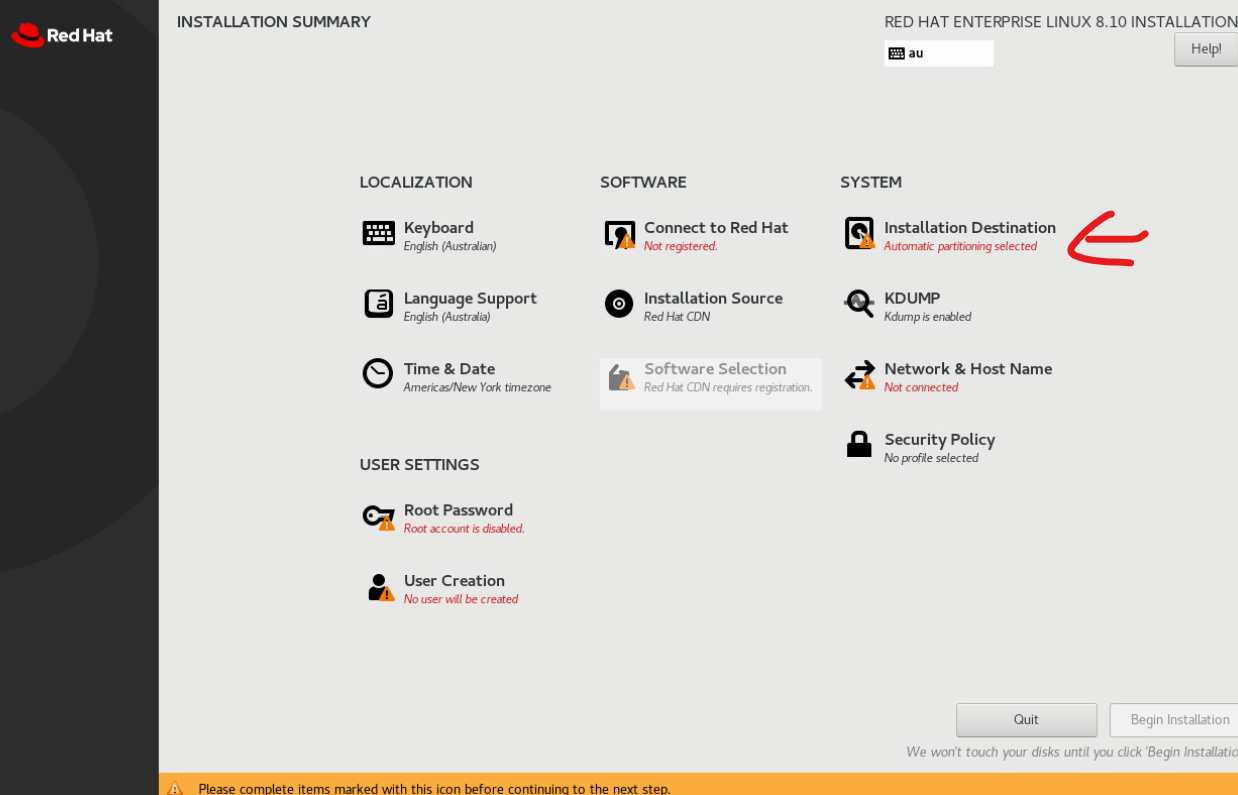 Red Hat
INSTALLATION SUMMARY
RED HAT ENTERPRISE LINUX 8.10 INSTALLATION
au
Help!
LOCALIZATION
Keyboard
English (Australian)
Language Support
English (Australia)
Time & Date
Americas/New York timezone
SOFTWARE
Connect to Red Hat
Not registered.
Installation Source
Red Hat CDN
Software Selection
Red Hat CDN requires registration.
SYSTEM
Installation Destination
Automatic partitioning selected
KDUMP
Kdump is enabled
Network & Host Name
Not connected
Security Policy
No profile selected
USER SETTINGS
Root Password
Root account is disabled.
User Creation
No user will be created
Quit
Begin Installation
We won't touch your disks until you click 'Begin Installatio
Please complete items marked with this icon before continuing to the next step.